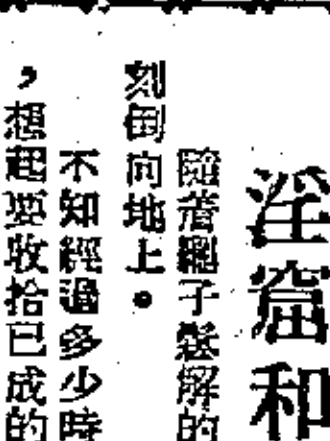 淫窟和
隨着繩子鬆解的
刻倒向地上。
不知經過多少時
，想起要收拾已成的